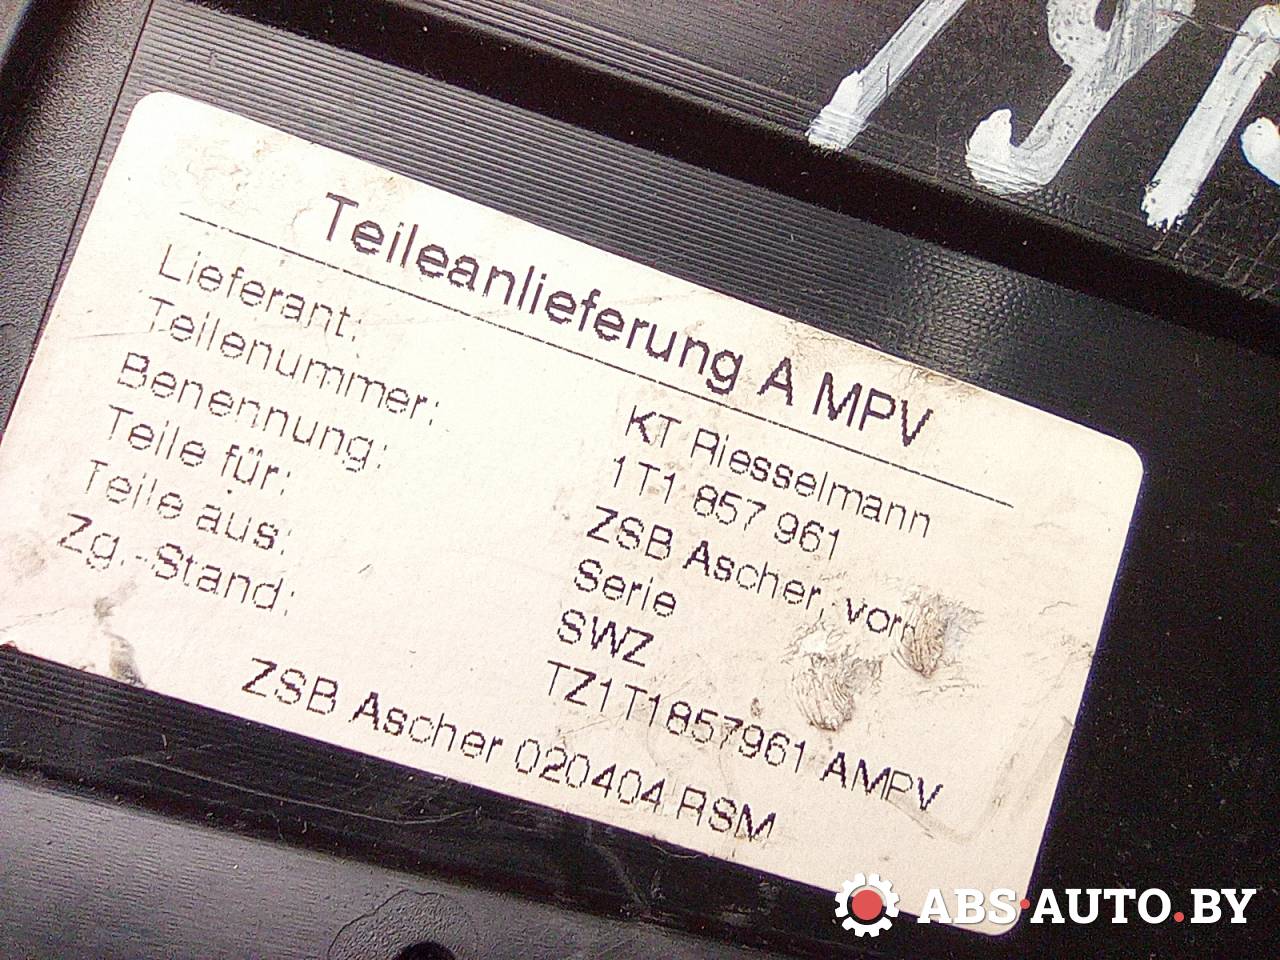 Teileanlieferung A MPV
Lieferant: KT Riesselmann
Teilenummer: 1T1 857 961
Benennung: ZSB Ascher, vorn
Teile für: Serie
Teile aus: SWZ
Zg.-Stand: TZ1T1857961 AMPV
ZSB Ascher 020404 RSM
ABS·AUTO.BY